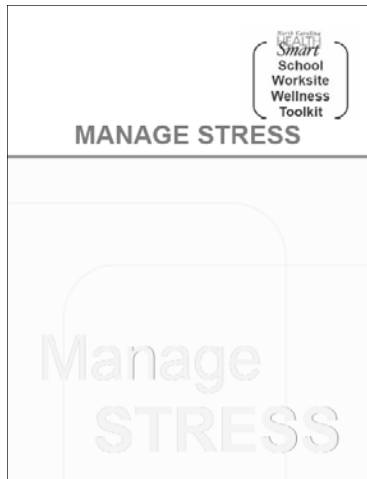 North Carolina
HEALTH
Smart
School
Worksite
Wellness
Toolkit
MANAGE STRESS
Manage
STRESS